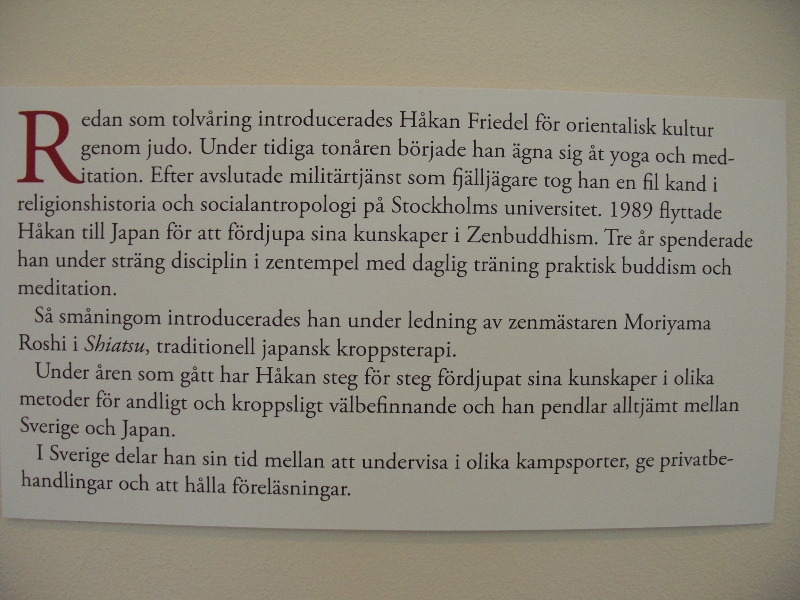 Redan som tolvåring introducerades Håkan Friedel för orientalisk kultur
genom judo. Under tidiga tonåren började han ägna sig åt yoga och med-
itation. Efter avslutade militärtjänst som fjälljägare tog han en fil kand i
religionshistoria och socialantropologi på Stockholms universitet. 1989 flyttade
Håkan till Japan för att fördjupa sina kunskaper i Zenbuddhism. Tre år spenderade
han under sträng disciplin i zentempel med daglig träning praktisk buddism och
meditation.
Så småningom introducerades han under ledning av zenmästaren Moriyama
Roshi i Shiatsu, traditionell japansk kroppsterapi.
Under åren som gått har Håkan steg för steg fördjupat sina kunskaper i olika
metoder för andligt och kroppsligt välbefinnande och han pendlar alltjämt mellan
Sverige och Japan.
I Sverige delar han sin tid mellan att undervisa i olika kampsporter, ge privatbe-
handlingar och att hålla föreläsningar.